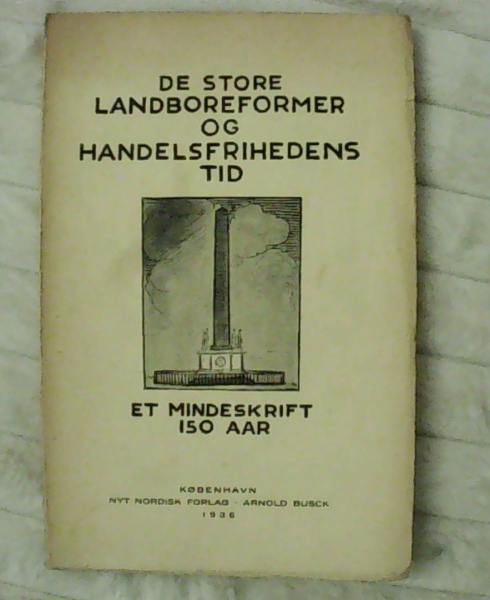 DE STORE
LANDBOREFORMER
OG
HANDELSFRIHEDENS
TID
ET MINDESKRIFT
150 AAR
KØBENHAVN
NYT NORDISK FORLAG - ARNOLD BUSCK
1936